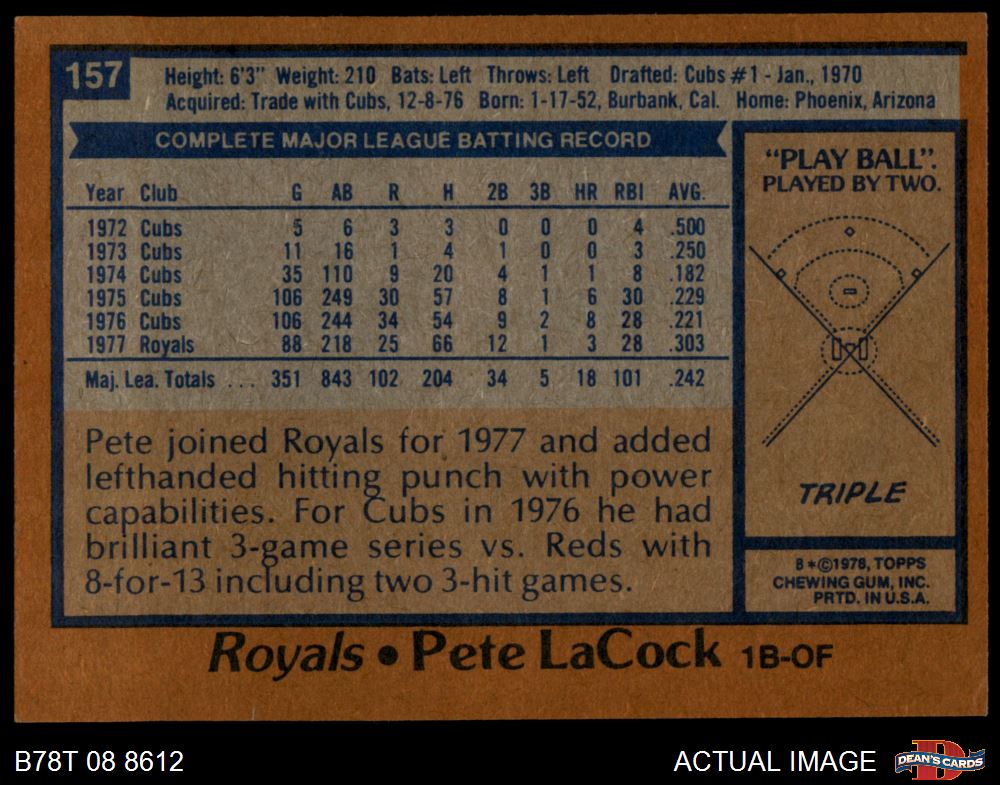 157
Height: 6'3" Weight: 210 Bats: Left Throws: Left Drafted: Cubs #1 - Jan., 1970
Acquired: Trade with Cubs, 12-8-76 Born: 1-17-52, Burbank, Cal. Home: Phoenix, Arizona
COMPLETE MAJOR LEAGUE BATTING RECORD
Year Club G AB R H 2B 3B HR RBI AVG.
1972 Cubs 5 6 3 3 0 0 0 4 .500
1973 Cubs 11 16 1 4 1 0 0 3 .250
1974 Cubs 35 110 9 20 4 1 1 8 .182
1975 Cubs 106 249 30 57 8 1 6 30 .229
1976 Cubs 106 244 34 54 9 2 8 28 .221
1977 Royals 88 218 25 66 12 1 3 28 .303
Maj. Lea. Totals . . . 351 843 102 204 34 5 18 101 .242
Pete joined Royals for 1977 and added
lefthanded hitting punch with power
capabilities. For Cubs in 1976 he had
brilliant 3-game series vs. Reds with
8-for-13 including two 3-hit games.
"PLAY BALL".
PLAYED BY TWO.
TRIPLE
B*©1978, TOPPS
CHEWING GUM, INC.
PRTD. IN U.S.A.
Royals • Pete LaCock 1B-OF
B78T 08 8612
ACTUAL IMAGE
D
DEAN'S CARDS